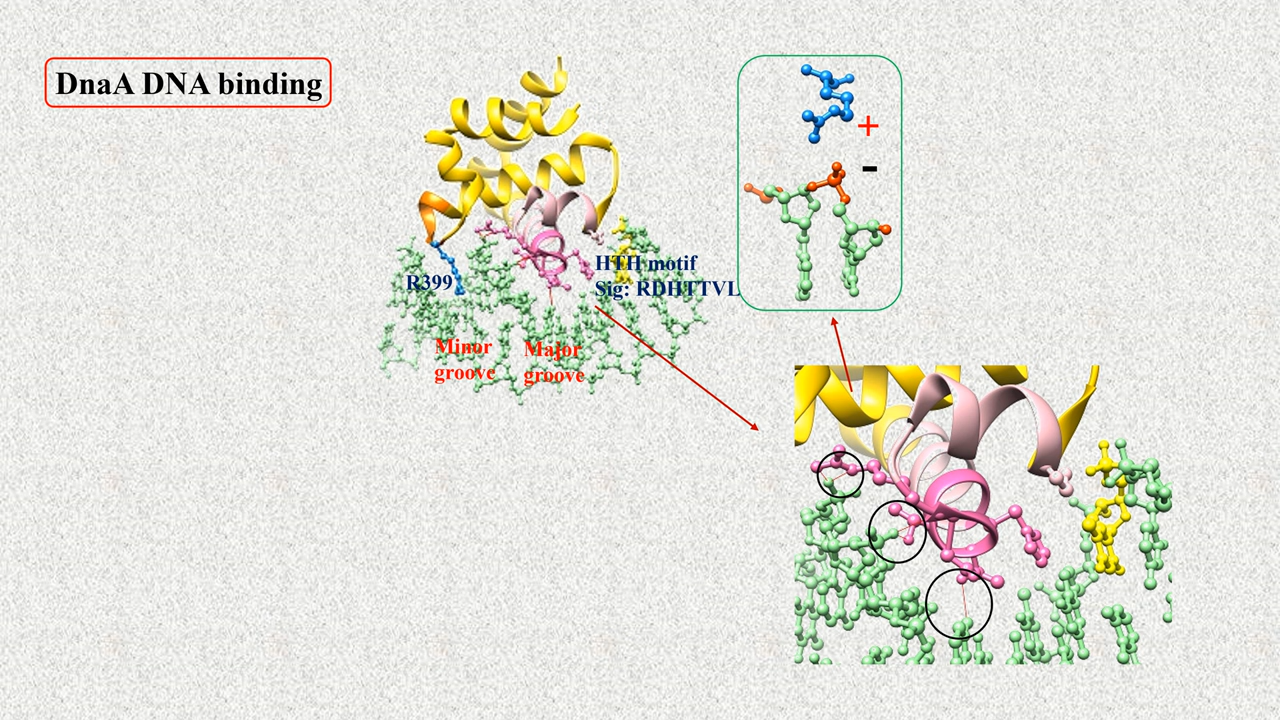 DnaA DNA binding
+
-
HTH motif
Sig: RDHTTVL
R399
Minor
groove
Major
groove